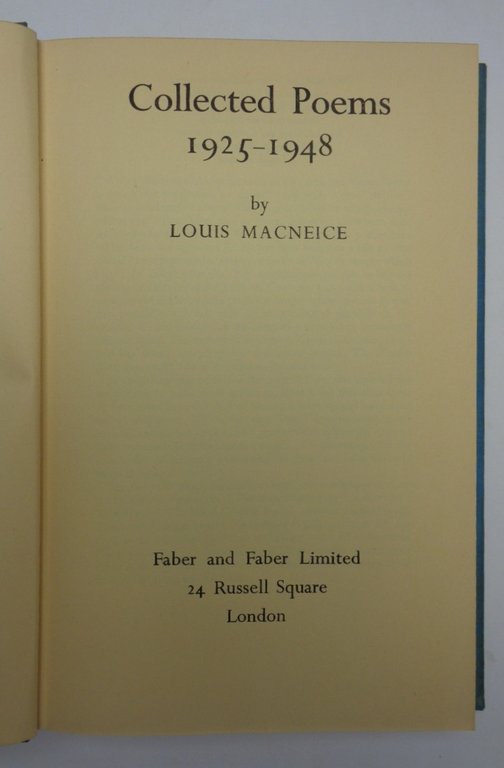 Collected Poems
1925-1948
by
LOUIS MACNEICE
Faber and Faber Limited
24 Russell Square
London